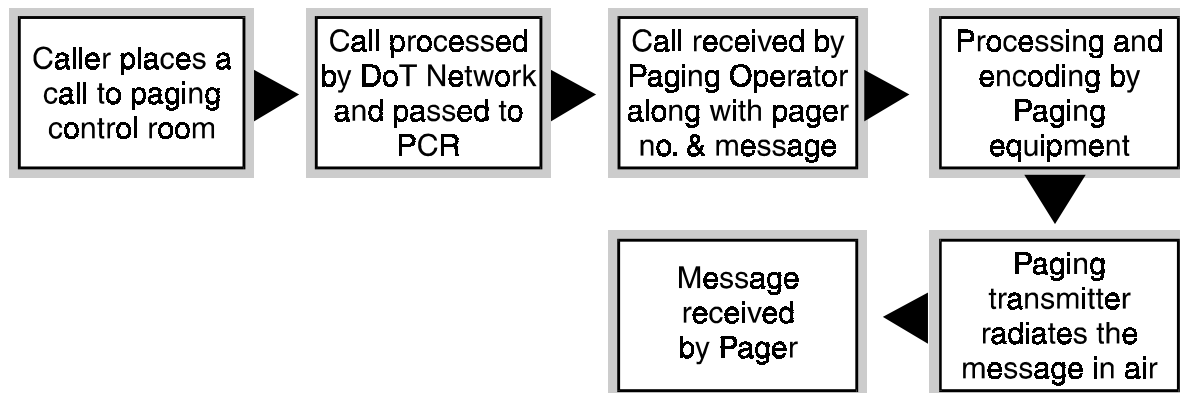 Caller places a
call to paging
control room
Call processed
by DoT Network
and passed to
PCR
Call received by
Paging Operator
along with pager
no. & message
Processing and
encoding by
Paging
equipment
Paging
transmitter
radiates the
message in air
Message
received
by Pager